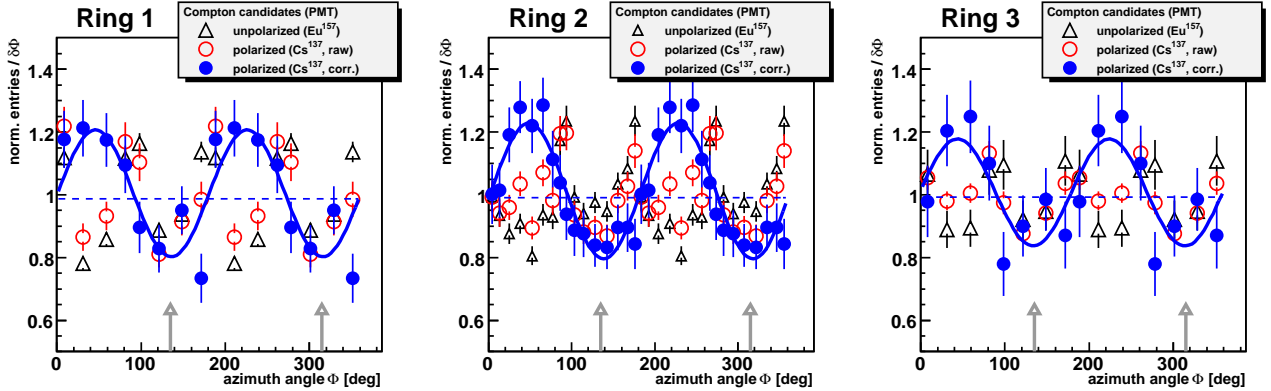 Ring 1
Compton candidates (PMT)
unpolarized (Eu¹⁵⁷)
polarized (Cs¹³⁷, raw)
polarized (Cs¹³⁷, corr.)
norm. entries / δΦ
1.4
1.2
1
0.8
0.6
0 100 200 300
azimuth angle Φ [deg]
Ring 2
Compton candidates (PMT)
unpolarized (Eu¹⁵⁷)
polarized (Cs¹³⁷, raw)
polarized (Cs¹³⁷, corr.)
norm. entries / δΦ
1.4
1.2
1
0.8
0.6
0 100 200 300
azimuth angle Φ [deg]
Ring 3
Compton candidates (PMT)
unpolarized (Eu¹⁵⁷)
polarized (Cs¹³⁷, raw)
polarized (Cs¹³⁷, corr.)
norm. entries / δΦ
1.4
1.2
1
0.8
0.6
0 100 200 300
azimuth angle Φ [deg]